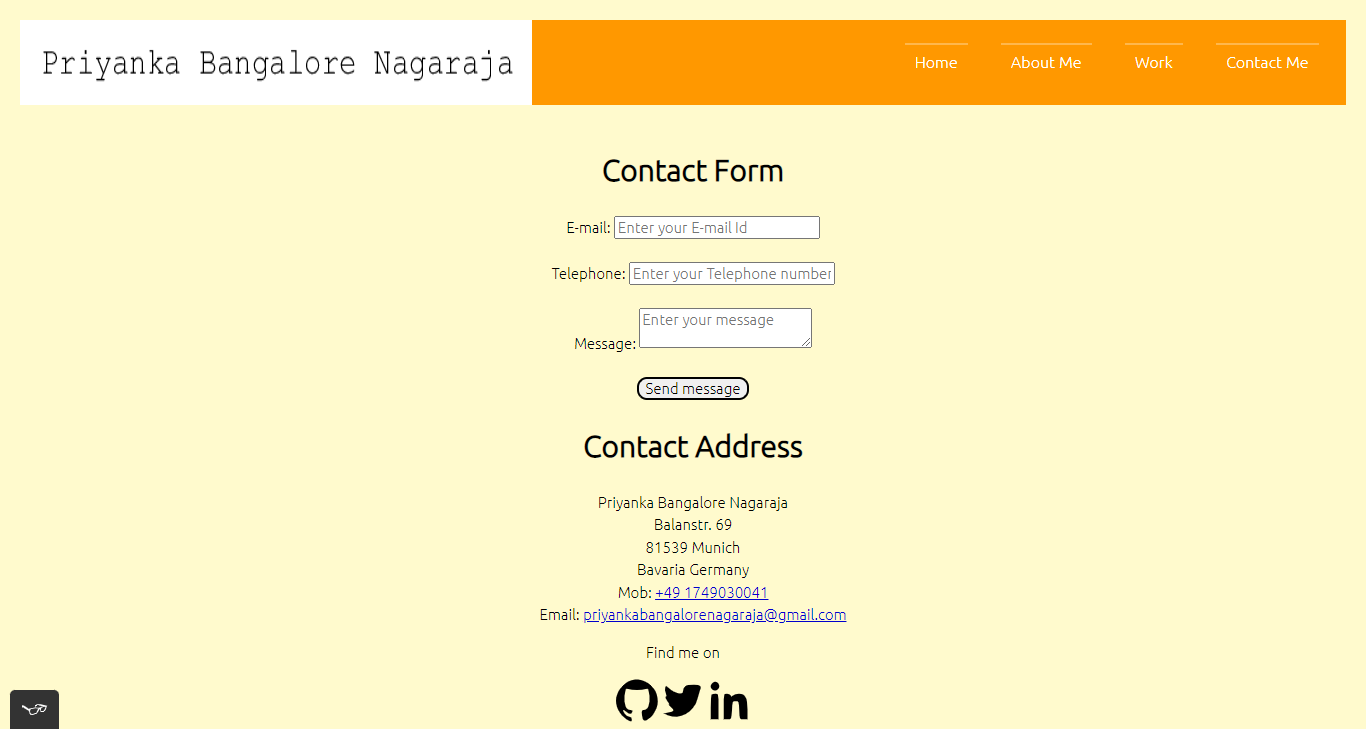 Priyanka Bangalore Nagaraja
Home About Me Work Contact Me
Contact Form
E-mail: Enter your E-mail Id
Telephone: Enter your Telephone number
Message: Enter your message
Send message
Contact Address
Priyanka Bangalore Nagaraja
Balanstr. 69
81539 Munich
Bavaria Germany
Mob: +49 1749030041
Email: priyankabangalorenagaraja@gmail.com
Find me on
in